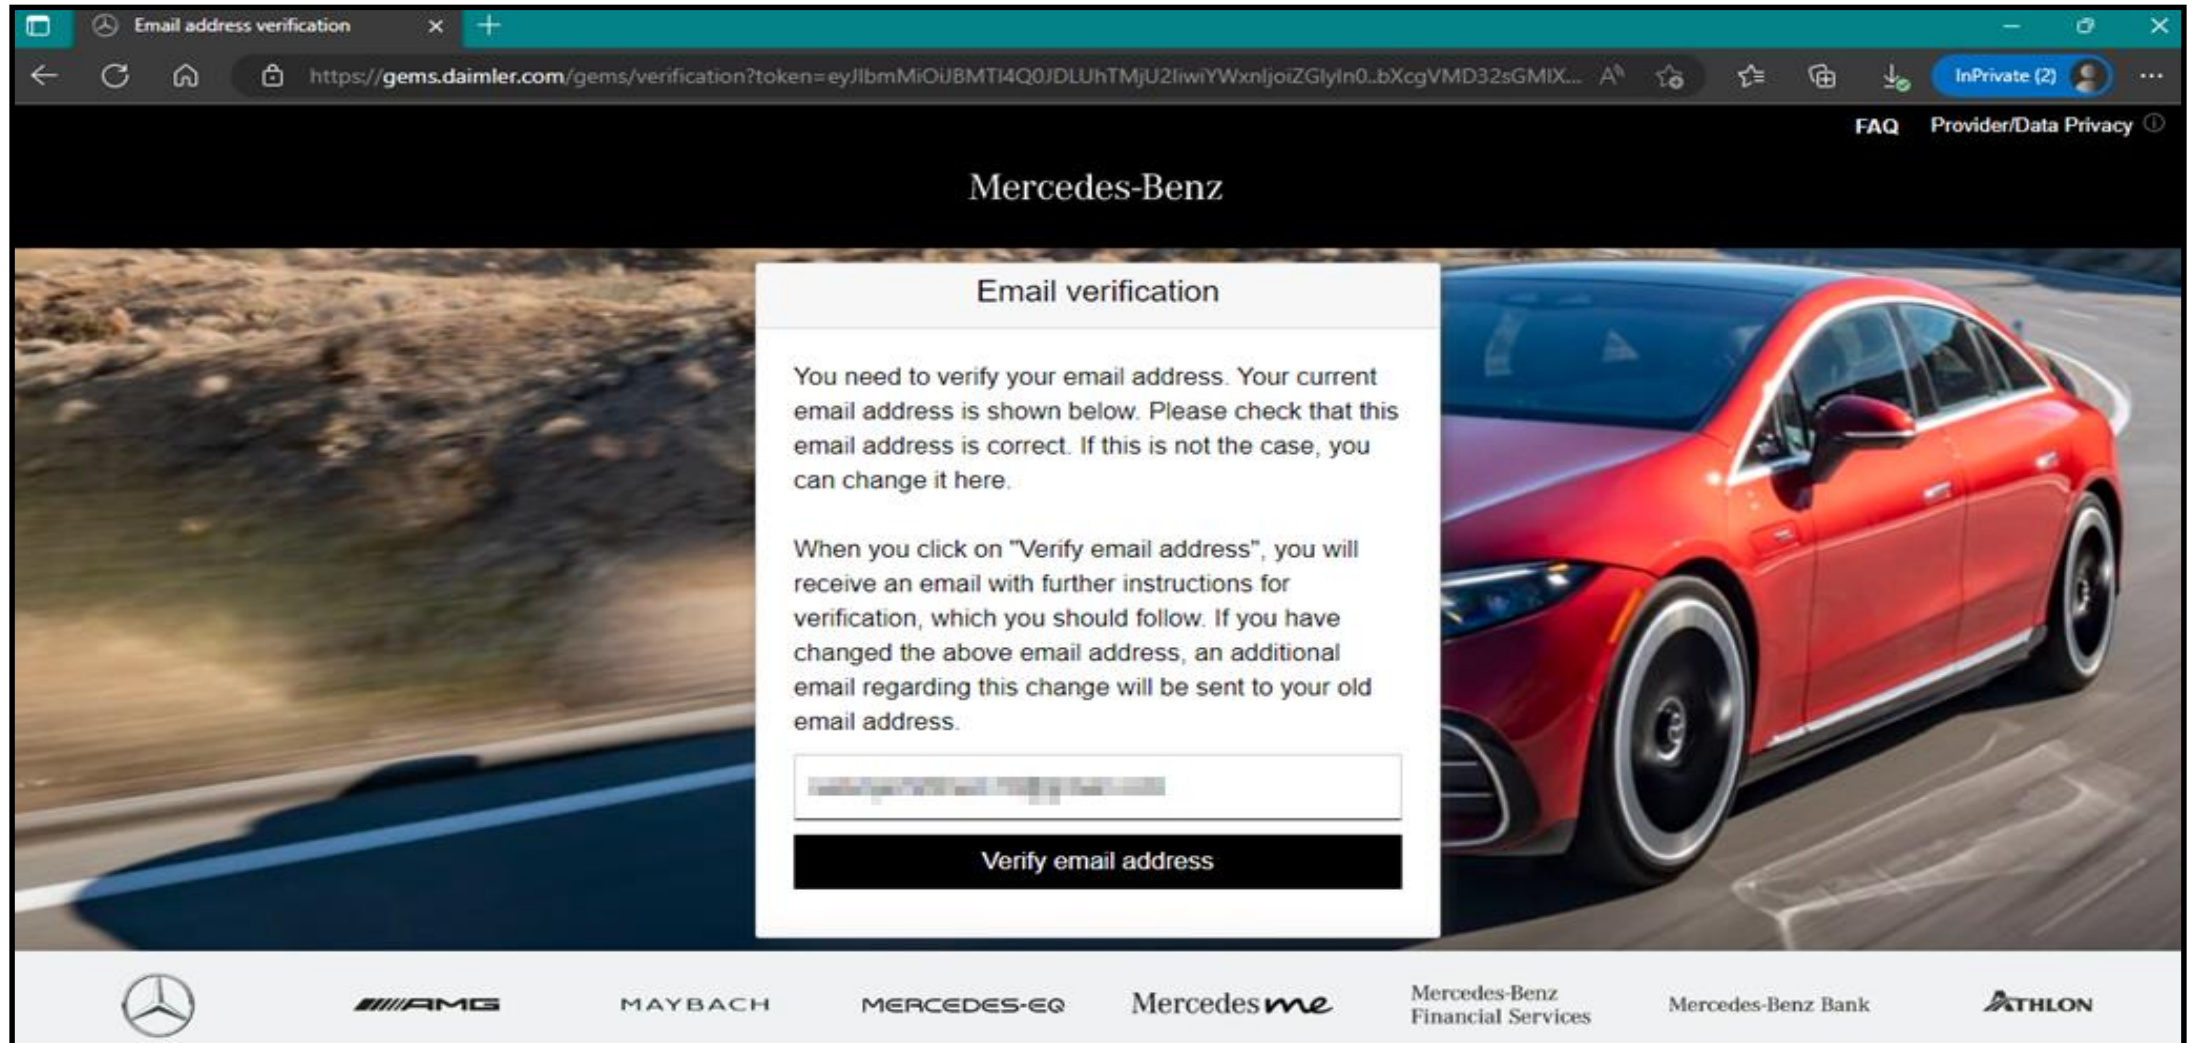 Email address verification
https://gems.daimler.com/gems/verification?token=eyJlbmMiOiJBMTI4Q0JDLUhTMjU2IiwiYWxnIjoiZGlyIn0..bXcgVMD32sGMIX...
InPrivate (2)
FAQ Provider/Data Privacy
Mercedes-Benz
Email verification
You need to verify your email address. Your current
email address is shown below. Please check that this
email address is correct. If this is not the case, you
can change it here.
When you click on "Verify email address", you will
receive an email with further instructions for
verification, which you should follow. If you have
changed the above email address, an additional
email regarding this change will be sent to your old
email address.
Verify email address
AMG
MAYBACH
MERCEDES-EQ
Mercedes me
Mercedes-Benz
Financial Services
Mercedes-Benz Bank
ATHLON